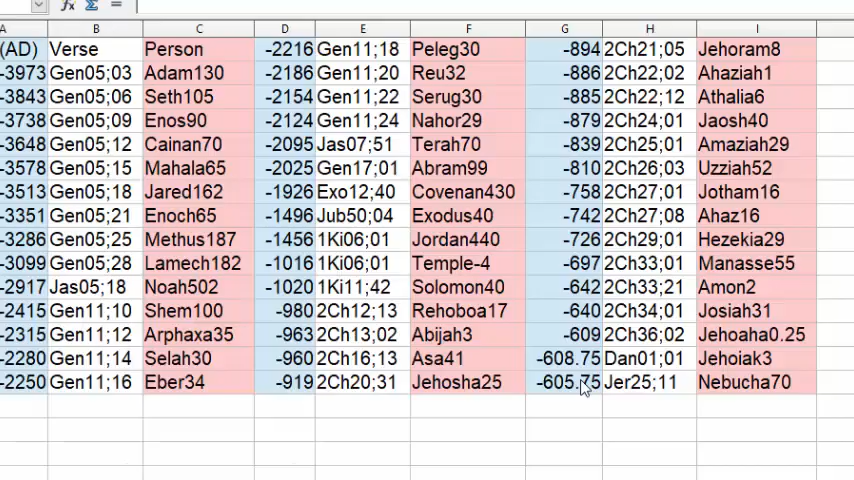 A B C D E F G H I
(AD) Verse Person -2216 Gen11;18 Peleg30 -894 2Ch21;05 Jehoram8
-3973 Gen05;03 Adam130 -2186 Gen11;20 Reu32 -886 2Ch22;02 Ahaziah1
-3843 Gen05;06 Seth105 -2154 Gen11;22 Serug30 -885 2Ch22;12 Athalia6
-3738 Gen05;09 Enos90 -2124 Gen11;24 Nahor29 -879 2Ch24;01 Jaosh40
-3648 Gen05;12 Cainan70 -2095 Jas07;51 Terah70 -839 2Ch25;01 Amaziah29
-3578 Gen05;15 Mahala65 -2025 Gen17;01 Abram99 -810 2Ch26;03 Uzziah52
-3513 Gen05;18 Jared162 -1926 Exo12;40 Covenan430 -758 2Ch27;01 Jotham16
-3351 Gen05;21 Enoch65 -1496 Jub50;04 Exodus40 -742 2Ch27;08 Ahaz16
-3286 Gen05;25 Methus187 -1456 1Ki06;01 Jordan440 -726 2Ch29;01 Hezekia29
-3099 Gen05;28 Lamech182 -1016 1Ki06;01 Temple-4 -697 2Ch33;01 Manasse55
-2917 Jas05;18 Noah502 -1020 1Ki11;42 Solomon40 -642 2Ch33;21 Amon2
-2415 Gen11;10 Shem100 -980 2Ch12;13 Rehoboa17 -640 2Ch34;01 Josiah31
-2315 Gen11;12 Arphaxa35 -963 2Ch13;02 Abijah3 -609 2Ch36;02 Jehoaha0.25
-2280 Gen11;14 Selah30 -960 2Ch16;13 Asa41 -608.75 Dan01;01 Jehoiak3
-2250 Gen11;16 Eber34 -919 2Ch20;31 Jehosha25 -605.75 Jer25;11 Nebucha70